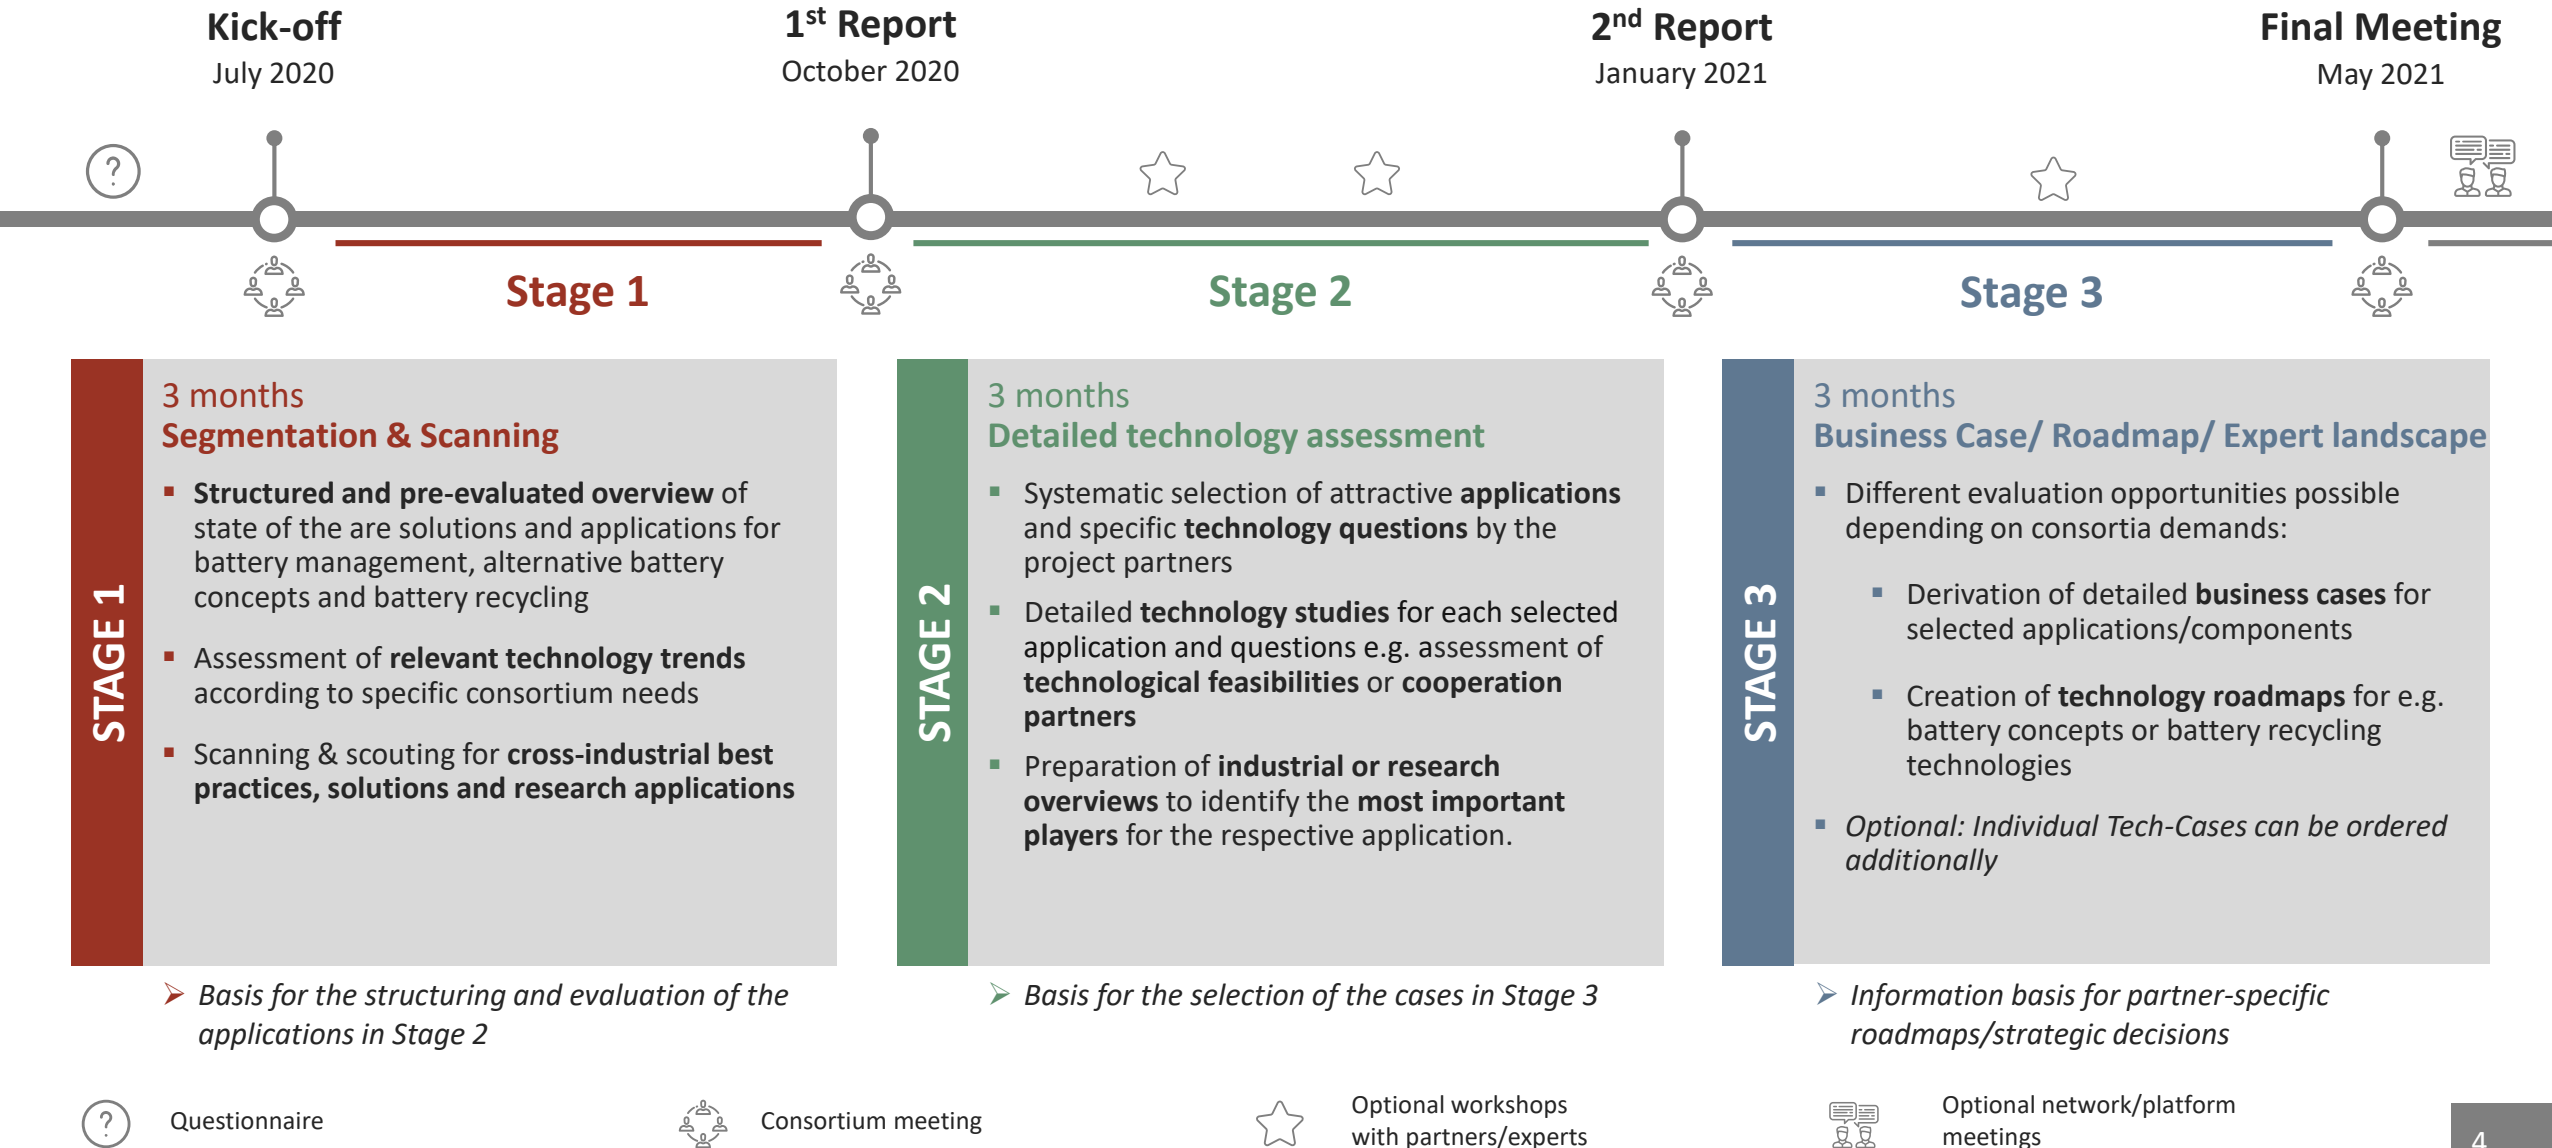 Kick-off
July 2020
1st Report
October 2020
2nd Report
January 2021
Final Meeting
May 2021
?
Stage 1
Stage 2
Stage 3
STAGE 1
3 months
Segmentation & Scanning
▪ Structured and pre-evaluated overview of
state of the are solutions and applications for
battery management, alternative battery
concepts and battery recycling
▪ Assessment of relevant technology trends
according to specific consortium needs
▪ Scanning & scouting for cross-industrial best
practices, solutions and research applications
➢ Basis for the structuring and evaluation of the
applications in Stage 2
STAGE 2
3 months
Detailed technology assessment
▪ Systematic selection of attractive applications
and specific technology questions by the
project partners
▪ Detailed technology studies for each selected
application and questions e.g. assessment of
technological feasibilities or cooperation
partners
▪ Preparation of industrial or research
overviews to identify the most important
players for the respective application.
➢ Basis for the selection of the cases in Stage 3
STAGE 3
3 months
Business Case/ Roadmap/ Expert landscape
▪ Different evaluation opportunities possible
depending on consortia demands:
▪ Derivation of detailed business cases for
selected applications/components
▪ Creation of technology roadmaps for e.g.
battery concepts or battery recycling
technologies
▪ Optional: Individual Tech-Cases can be ordered
additionally
➢ Information basis for partner-specific
roadmaps/strategic decisions
? Questionnaire
Consortium meeting
Optional workshops
with partners/experts
Optional network/platform
meetings
4